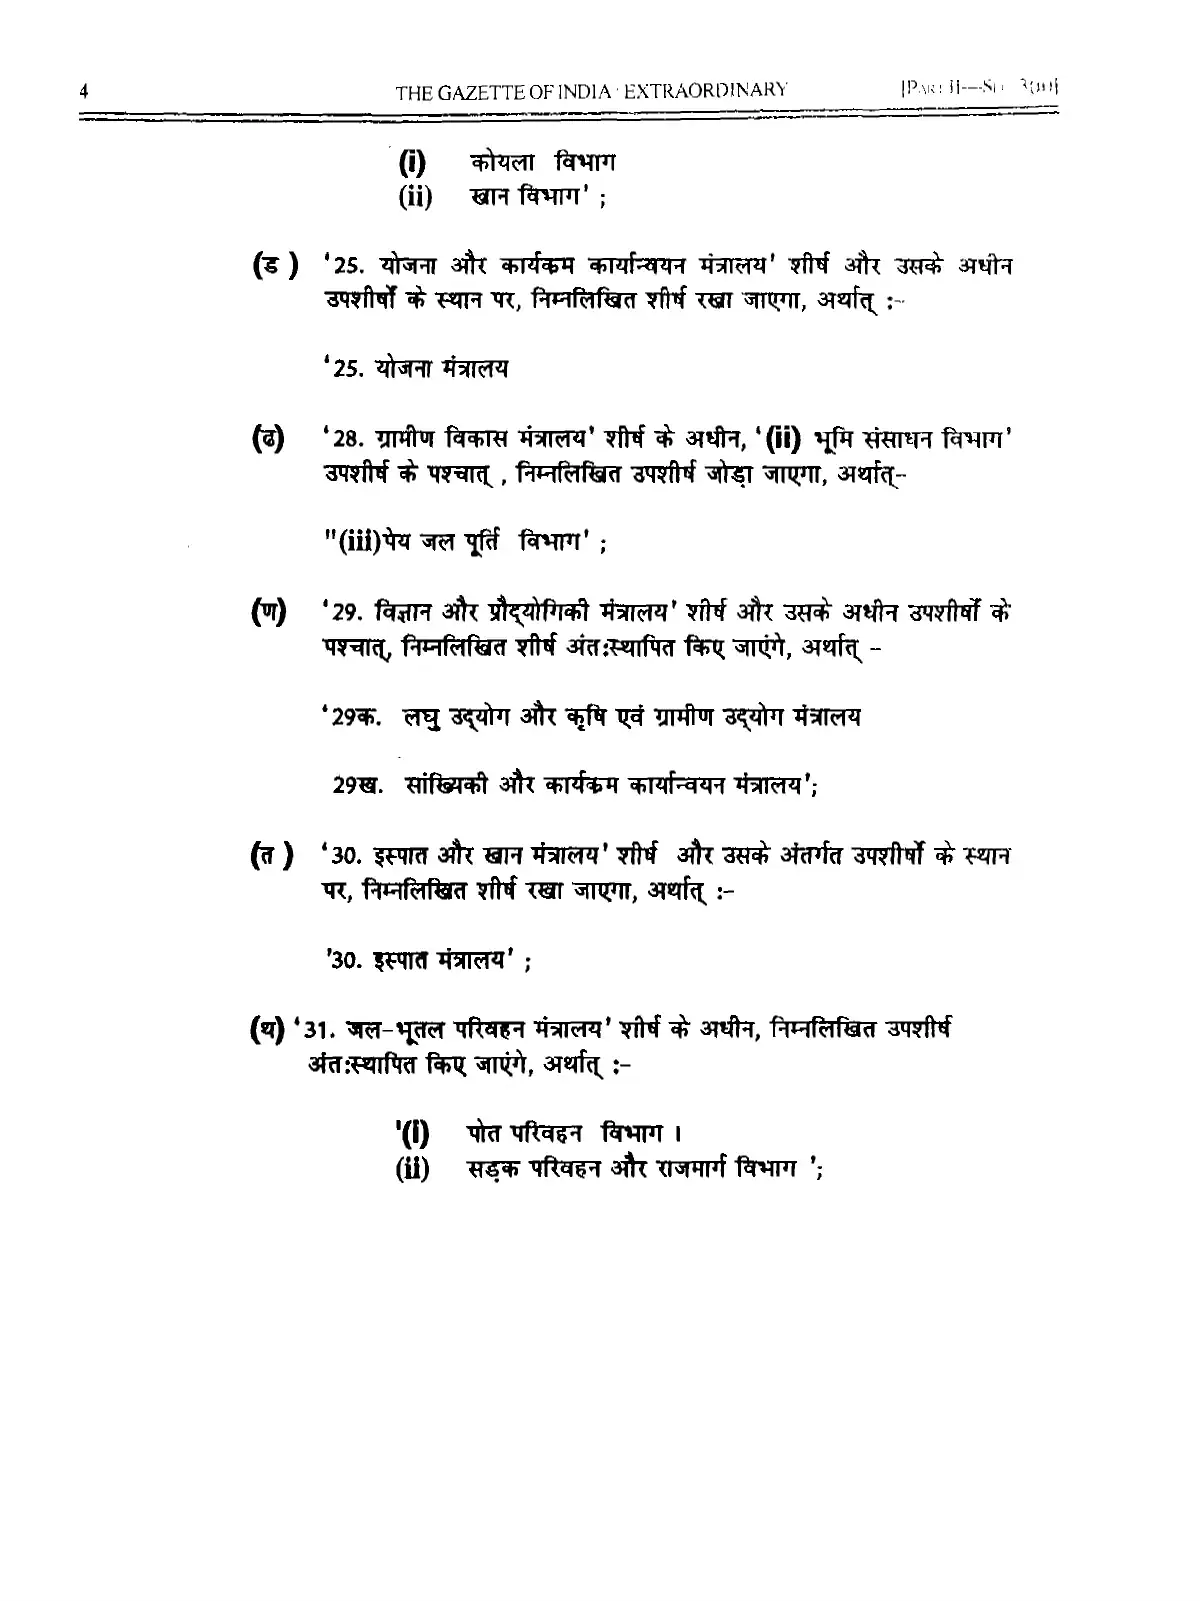 4 THE GAZETTE OF INDIA : EXTRAORDINARY [PART II—SEC. 3(ii)]
(i) कोयला विभाग
(ii) खान विभाग' ;
(ड ) '25. योजना और कार्यक्रम कार्यान्वयन मंत्रालय' शीर्ष और उसके अधीन
उपशीर्षों के स्थान पर, निम्नलिखित शीर्ष रखा जाएगा, अर्थात् :-
'25. योजना मंत्रालय
(ढ) '28. ग्रामीण विकास मंत्रालय' शीर्ष के अधीन, '(ii) भूमि संसाधन विभाग'
उपशीर्ष के पश्चात् , निम्नलिखित उपशीर्ष जोड़ा जाएगा, अर्थात्-
"(iii)पेय जल पूर्ति विभाग' ;
(ण) '29. विज्ञान और प्रौद्योगिकी मंत्रालय' शीर्ष और उसके अधीन उपशीर्षों के
पश्चात्, निम्नलिखित शीर्ष अंत:स्थापित किए जाएंगे, अर्थात् -
'29क. लघु उद्योग और कृषि एवं ग्रामीण उद्योग मंत्रालय
29ख. सांख्यिकी और कार्यक्रम कार्यान्वयन मंत्रालय';
(त ) '30. इस्पात और खान मंत्रालय' शीर्ष और उसके अंतर्गत उपशीर्षों के स्थान
पर, निम्नलिखित शीर्ष रखा जाएगा, अर्थात् :-
'30. इस्पात मंत्रालय' ;
(थ) '31. जल-भूतल परिवहन मंत्रालय' शीर्ष के अधीन, निम्नलिखित उपशीर्ष
अंत:स्थापित किए जाएंगे, अर्थात् :-
'(i) पोत परिवहन विभाग ।
(ii) सड़क परिवहन और राजमार्ग विभाग ';